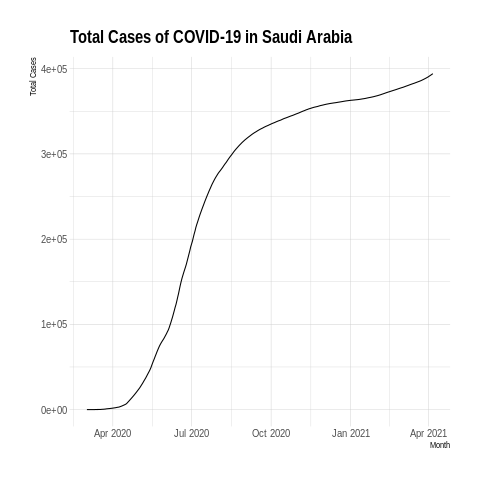 Total Cases of COVID-19 in Saudi Arabia
Total Cases
4e+05
3e+05
2e+05
1e+05
0e+00
Apr 2020 Jul 2020 Oct 2020 Jan 2021 Apr 2021
Month